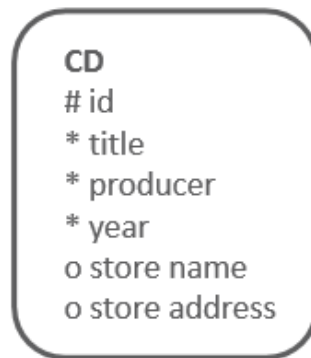 CD
# id
* title
* producer
* year
o store name
o store address